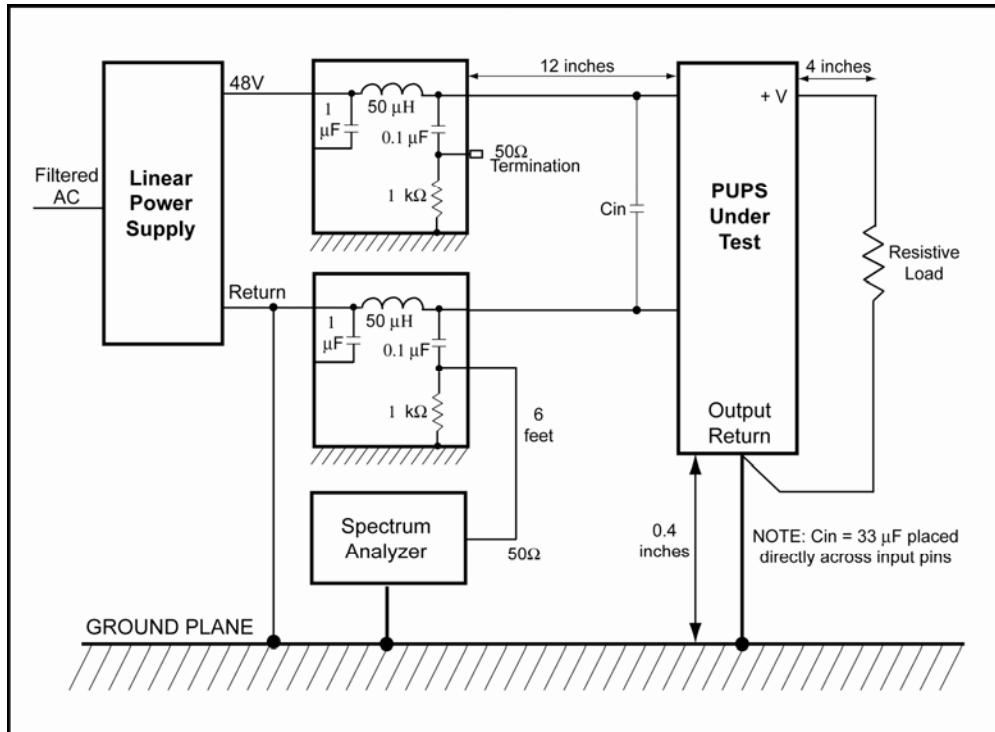 Filtered
AC
Linear
Power
Supply
48V
Return
1
μF
50 μH
0.1 μF
1 kΩ
50Ω
Termination
12 inches
Cin
1
μF
50 μH
0.1 μF
1 kΩ
6
feet
Spectrum
Analyzer
50Ω
+ V
PUPS
Under
Test
Output
Return
4 inches
Resistive
Load
0.4
inches
NOTE: Cin = 33 μF placed
directly across input pins
GROUND PLANE